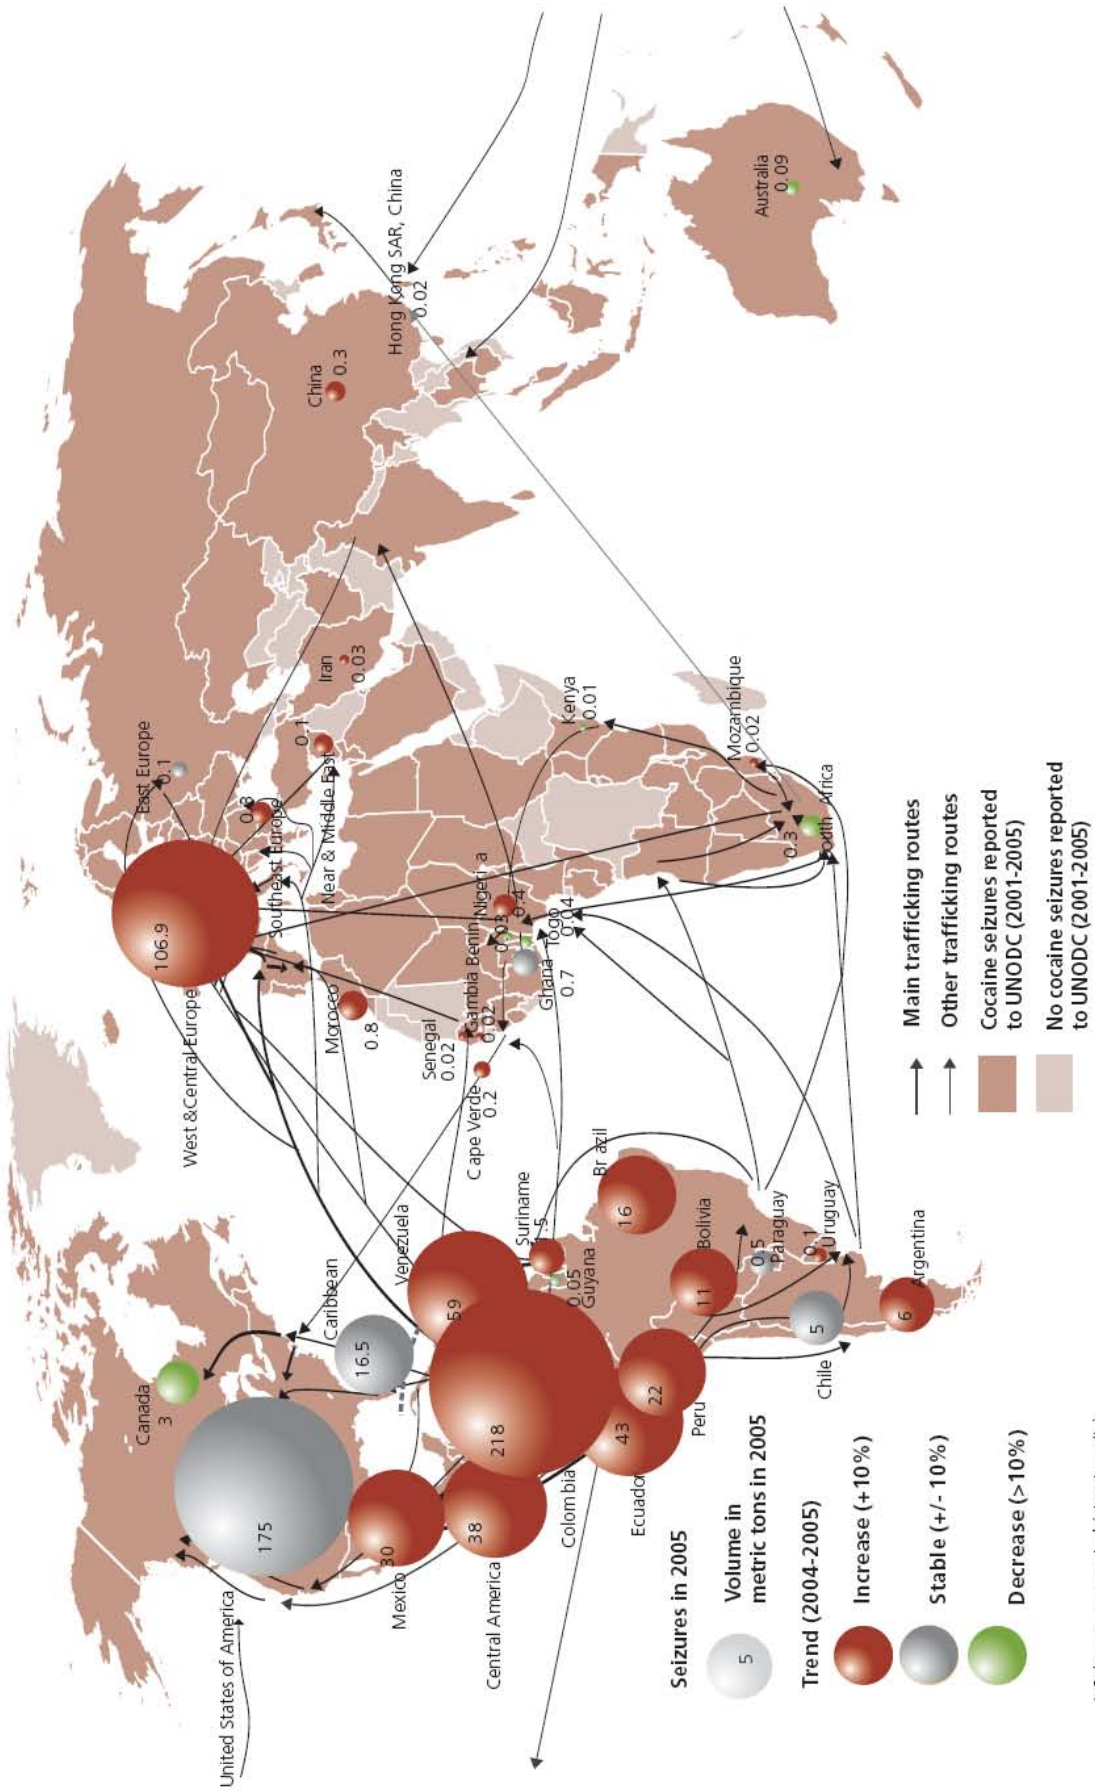 United States of America
175
Canada
3
Mexico
30
Central America
38
Caribbean
16.5
Venezuela
59
Colombia
218
Ecuador
43
Peru
22
Suriname
.5
Guyana
0.05
Br azil
16
Bolivia
11
Paraguay
0.5
Uruguay
0.1
Chile
5
Argentina
6
West &Central Europe
106.9
East Europe
0.1
Southeast Europe
0.3
Near & Middle East
0.1
Iran
0.03
Morocco
0.8
Senegal
0.02
Cape Verde
0.2
Gambia
0.02
Benin
0.03
Nigeri a
0.4
Ghana
0.7
Togo
0.04
Kenya
0.01
Mozambique
0.02
South Africa
0.3
China
0.3
Hong Kong SAR, China
0.02
Australia
0.09
Seizures in 2005
5
Volume in
metric tons in 2005
Trend (2004-2005)
Increase (+10%)
Stable (+/- 10%)
Decrease (>10%)
Main trafficking routes
Other trafficking routes
Cocaine seizures reported
to UNODC (2001-2005)
No cocaine seizures reported
to UNODC (2001-2005)